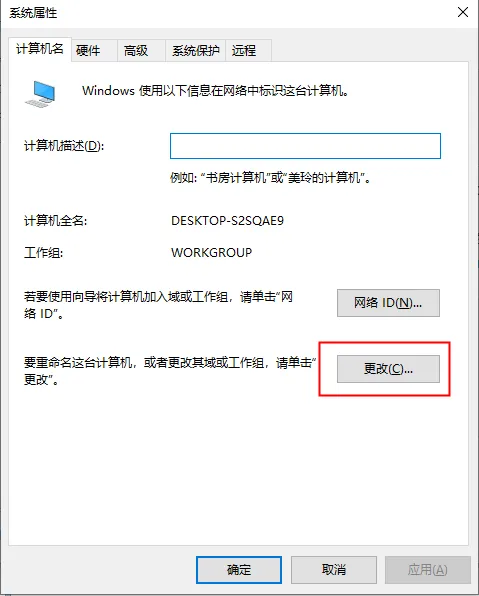 系统属性
计算机名 硬件 高级 系统保护 远程
Windows 使用以下信息在网络中标识这台计算机。
计算机描述(D):
例如: “书房计算机”或“美玲的计算机”。
计算机全名: DESKTOP-S2SQAE9
工作组: WORKGROUP
若要使用向导将计算机加入域或工作组，请单击“网
络 ID”。
网络 ID(N)...
要重命名这台计算机，或者更改其域或工作组，请单击“
更改”。
更改(C)...
确定 取消 应用(A)